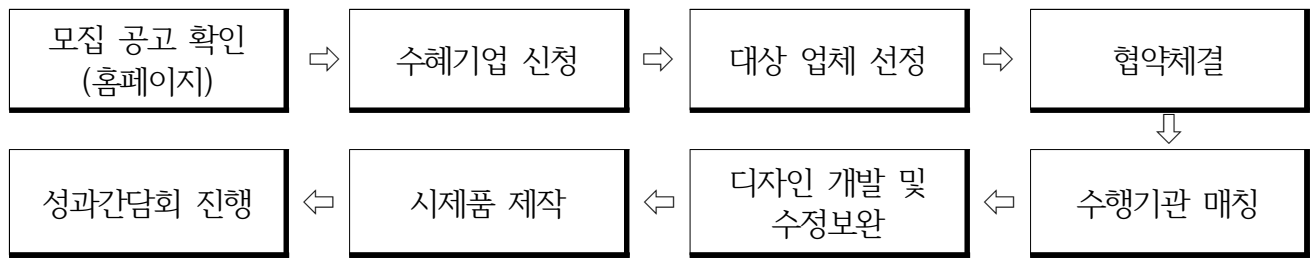 모집 공고 확인
(홈페이지)
⇨
수혜기업 신청
⇨
대상 업체 선정
⇨
협약체결
⇩
수행기관 매칭
⇦
디자인 개발 및
수정보완
⇦
시제품 제작
⇦
성과간담회 진행